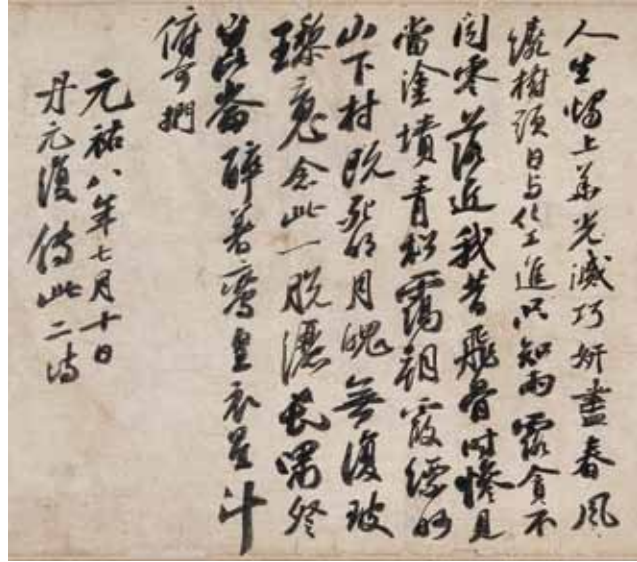 人生燭上華光滅巧妍盡春風
繞樹頭日与化工進只知雨露貪不
聞零落近我昔飛骨時慘見
當塗墳青松靄朝霞縹緲
山下村既死明月魄無復玻
瓈魂念此一脫灑長嘯登
崑崙醉著鸞皇衣星斗
俯可捫
元祐八年七月十日
丹元復傳此二詩